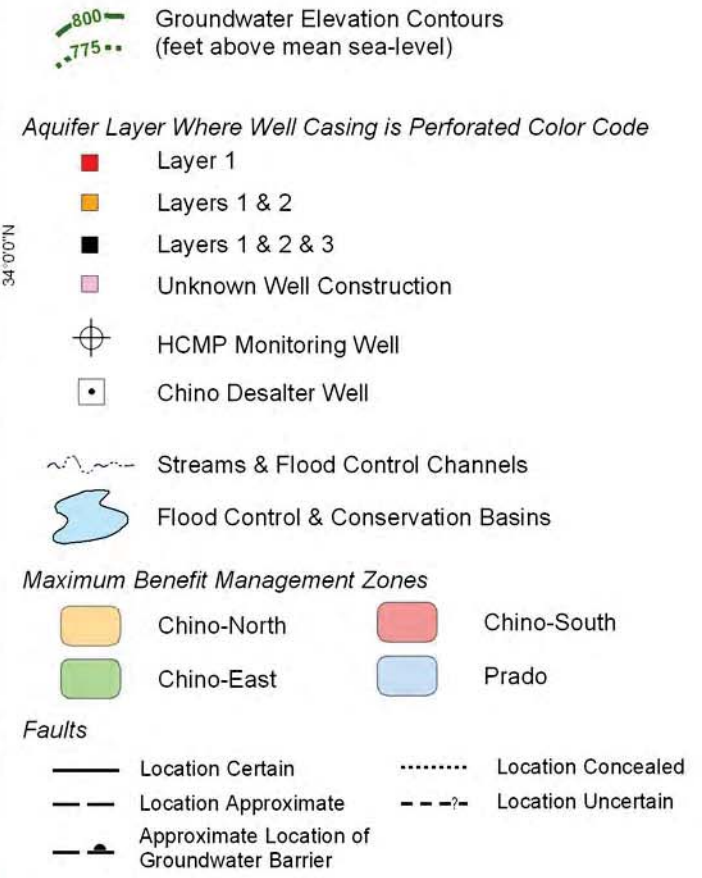 800
775
Groundwater Elevation Contours
(feet above mean sea-level)
Aquifer Layer Where Well Casing is Perforated Color Code
Layer 1
Layers 1 & 2
34°0'0"N
Layers 1 & 2 & 3
Unknown Well Construction
HCMP Monitoring Well
Chino Desalter Well
Streams & Flood Control Channels
Flood Control & Conservation Basins
Maximum Benefit Management Zones
Chino-North
Chino-South
Chino-East
Prado
Faults
Location Certain
Location Concealed
Location Approximate
?
Location Uncertain
Approximate Location of
Groundwater Barrier